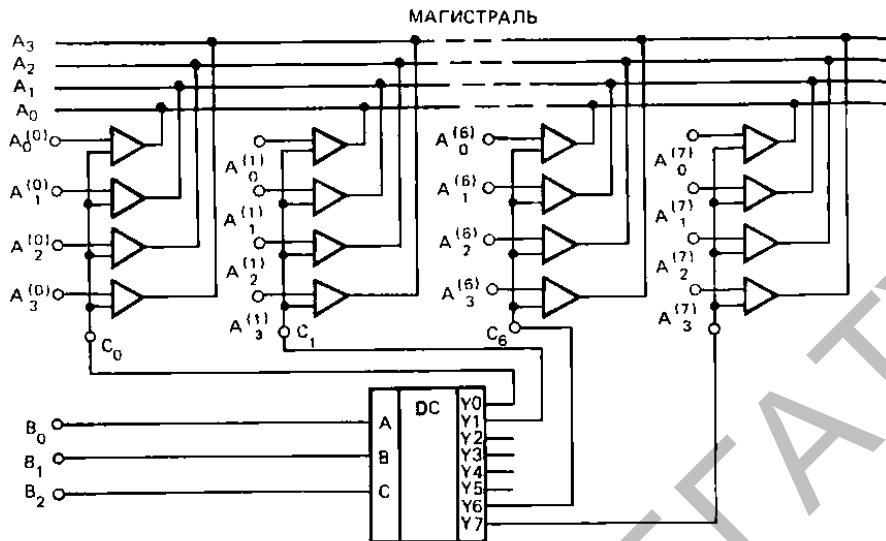 МАГИСТРАЛЬ
A₃
A₂
A₁
A₀
A₀⁽⁰⁾ A₀⁽¹⁾ A₀⁽⁶⁾ A₀⁽⁷⁾
A₁⁽⁰⁾ A₁⁽¹⁾ A₁⁽⁶⁾ A₁⁽⁷⁾
A₂⁽⁰⁾ A₂⁽¹⁾ A₂⁽⁶⁾ A₂⁽⁷⁾
A₃⁽⁰⁾ A₃⁽¹⁾ A₃⁽⁶⁾ A₃⁽⁷⁾
C₀ C₁ C₆
DC
B₀ A Y0
Y1
Y2
B₁ B Y3
Y4
B₂ C Y5
Y6
Y7